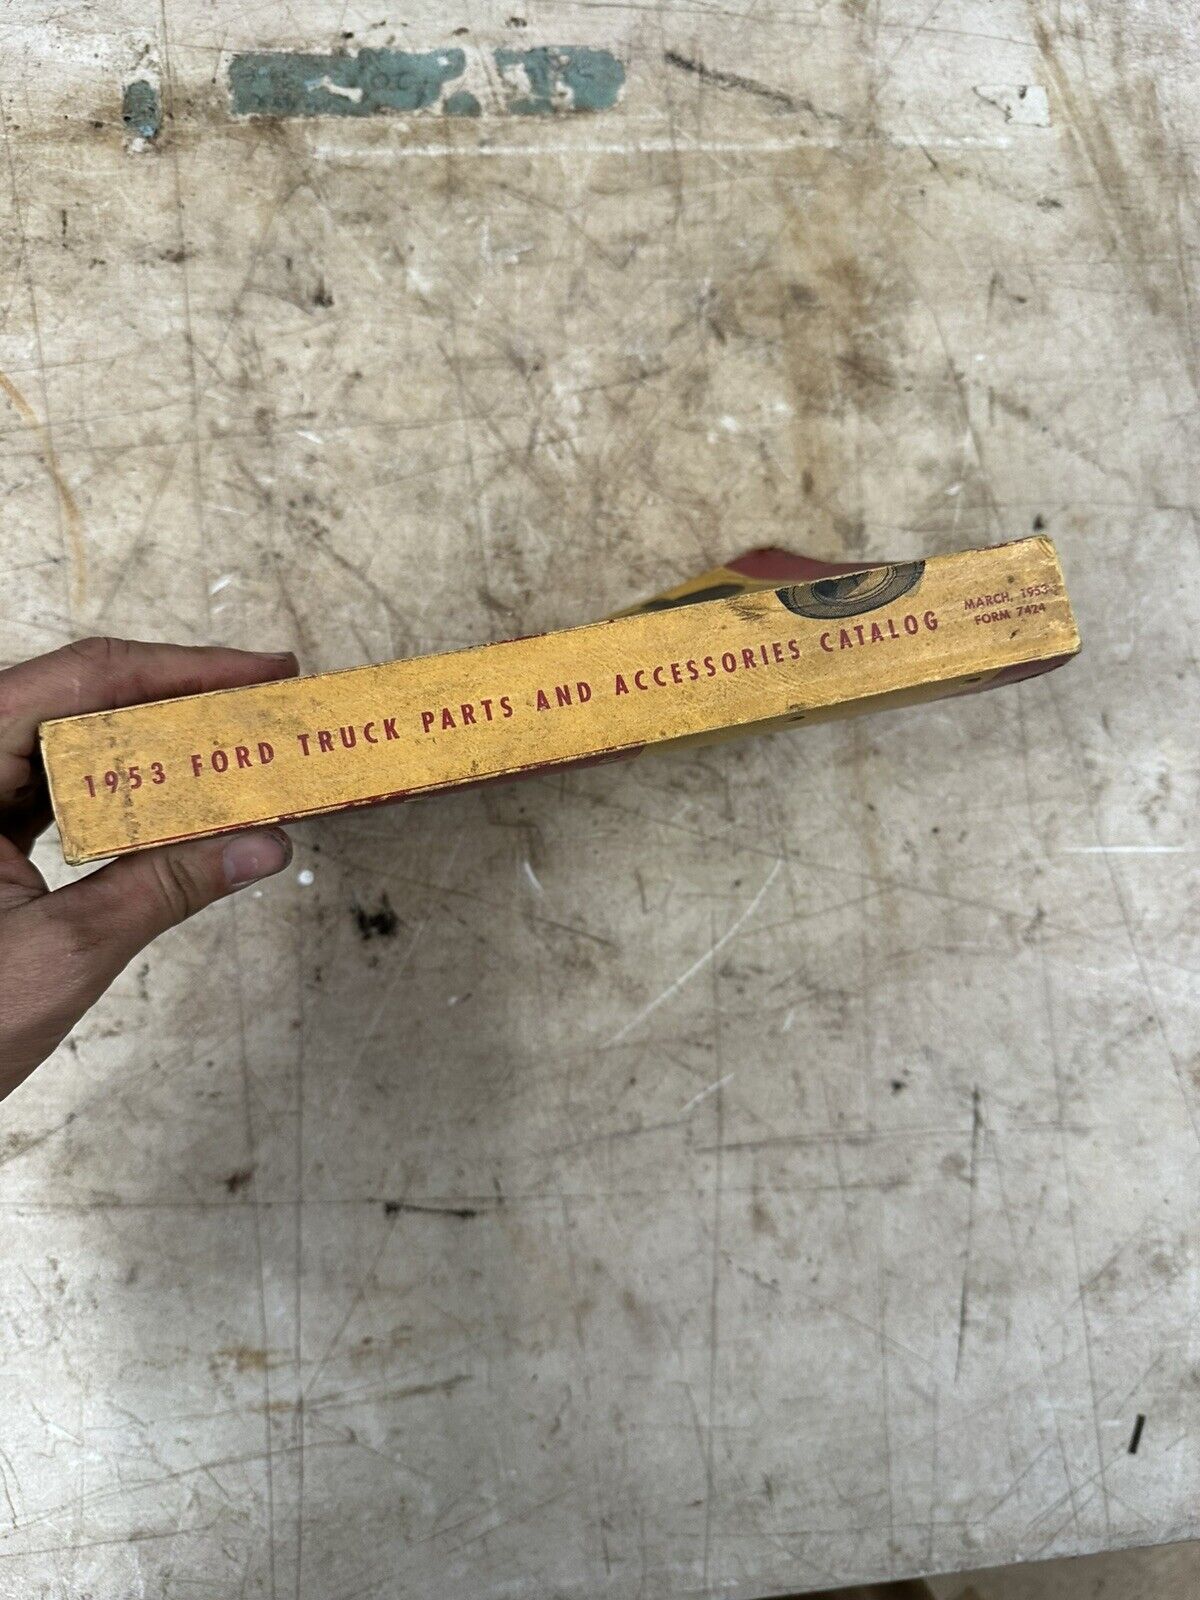 1953 FORD TRUCK PARTS AND ACCESSORIES CATALOG
MARCH, 1953
FORM 7424